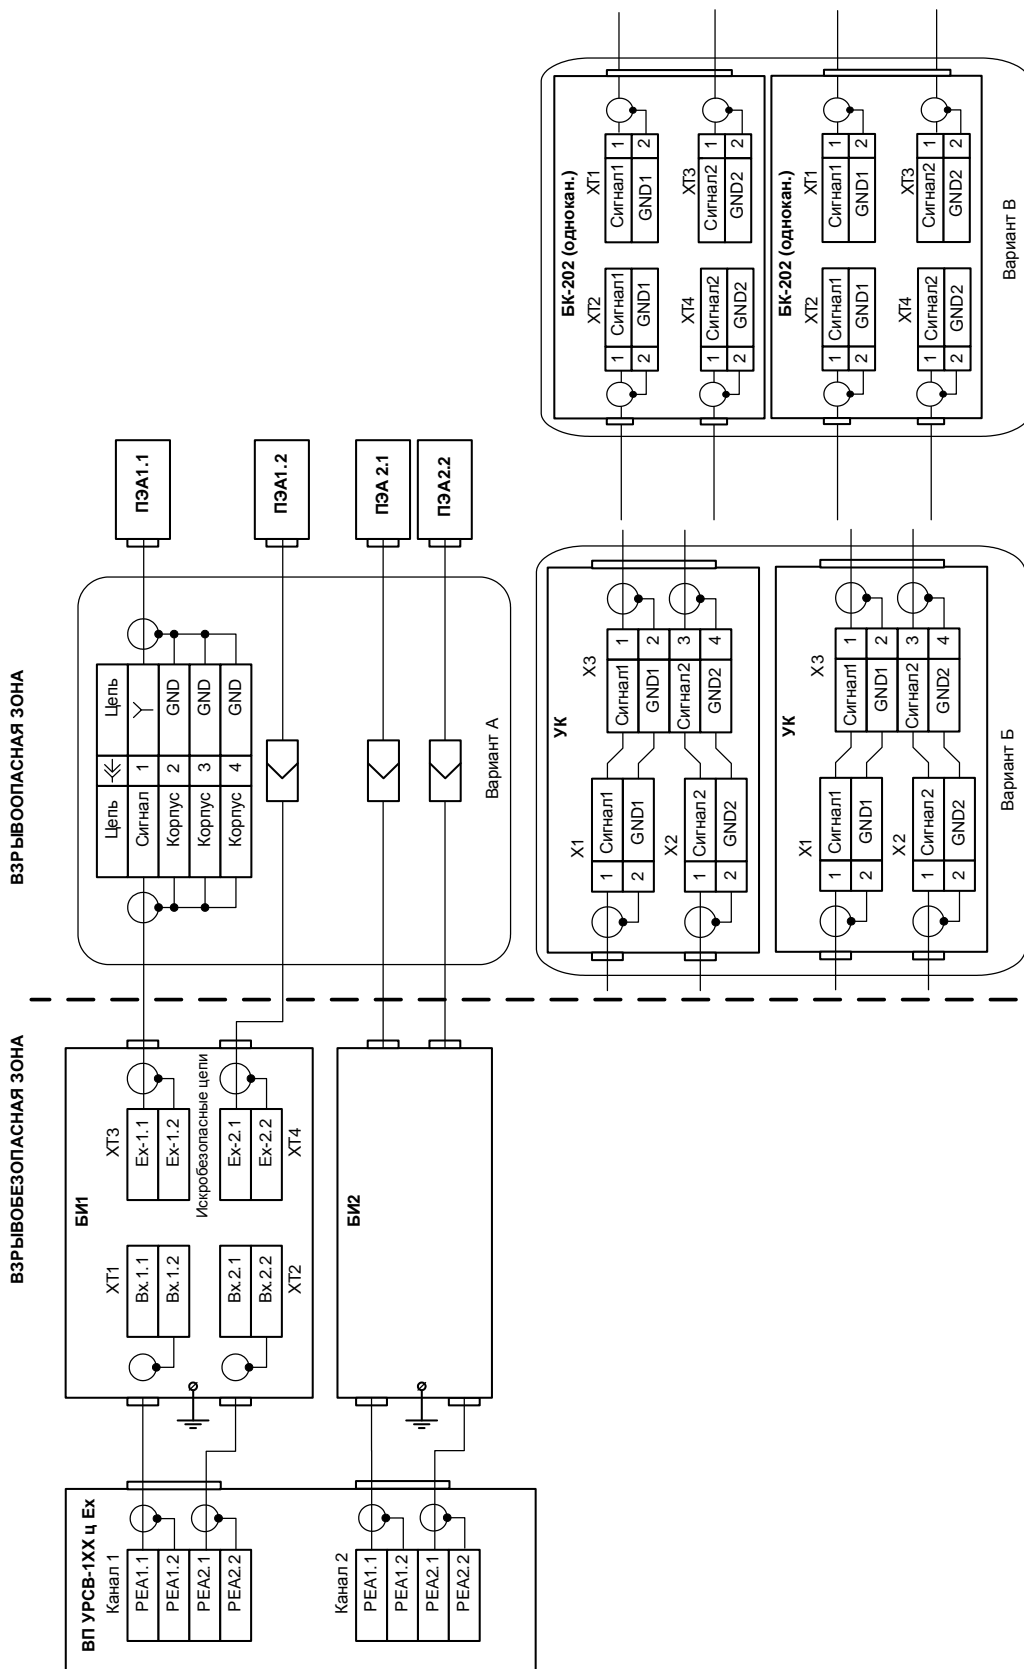 ВЗРЫВОБЕЗОПАСНАЯ ЗОНА
ВЗРЫВООПАСНАЯ ЗОНА
ВП УРСВ-1ХХ ц Ex
Канал 1
PEA1.1
PEA1.2
PEA2.1
PEA2.2
Канал 2
PEA1.1
PEA1.2
PEA2.1
PEA2.2
БИ1
XT1
Вх.1.1
Вх.1.2
Вх.2.1
Вх.2.2
XT2
XT3
Ex-1.1
Ex-1.2
Искробезопасные цепи
Ex-2.1
Ex-2.2
XT4
БИ2
Цепь
Цепь
Сигнал 1
Корпус 2 GND
Корпус 3 GND
Корпус 4 GND
Вариант А
ПЭА1.1
ПЭА1.2
ПЭА 2.1
ПЭА2.2
УК
X1
1 Сигнал1
2 GND1
X2
1 Сигнал 2
2 GND2
X3
Сигнал1 1
GND1 2
Сигнал2 3
GND2 4
УК
X1
1 Сигнал1
2 GND1
X2
1 Сигнал 2
2 GND2
X3
Сигнал1 1
GND1 2
Сигнал2 3
GND2 4
Вариант Б
БК-202 (однокан.)
XT2
1 Сигнал1
2 GND1
XT4
1 Сигнал2
2 GND2
XT1
Сигнал1 1
GND1 2
XT3
Сигнал2 1
GND2 2
БК-202 (однокан.)
XT2
1 Сигнал1
2 GND1
XT4
1 Сигнал2
2 GND2
XT1
Сигнал1 1
GND1 2
XT3
Сигнал2 1
GND2 2
Вариант В